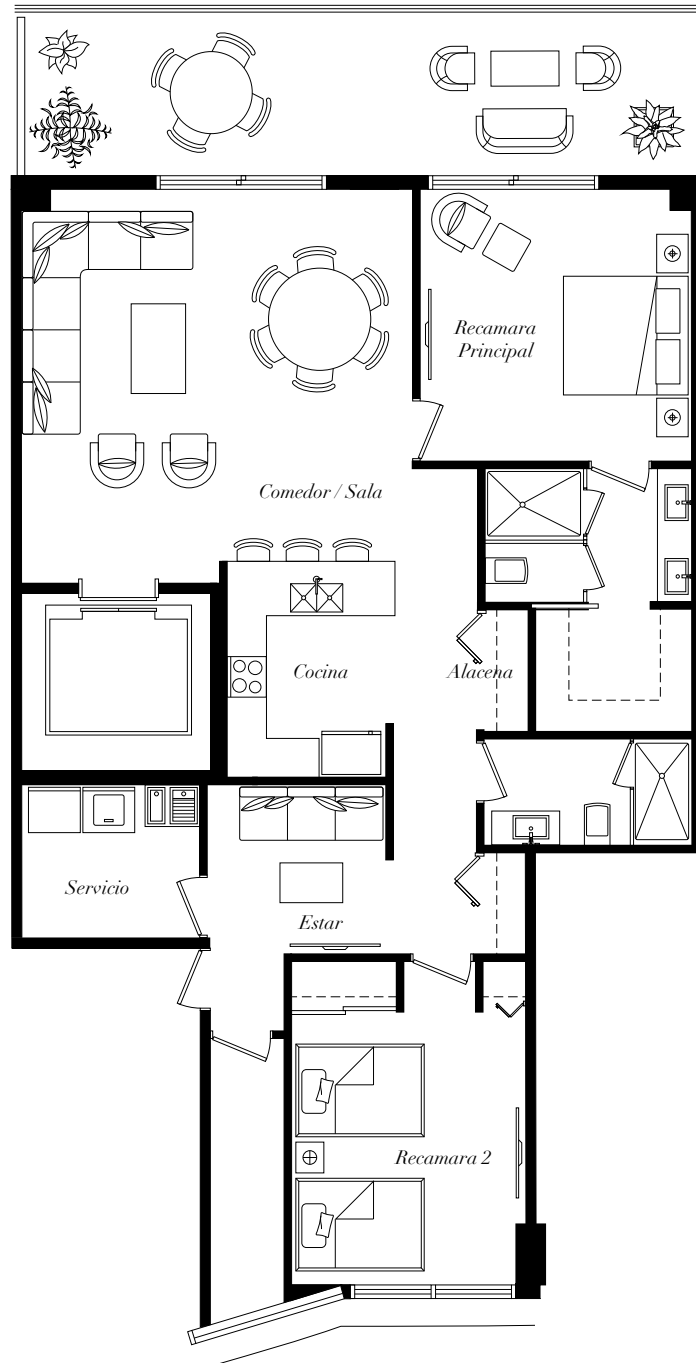 Recamara
Principal
Comedor / Sala
Cocina
Alacena
Servicio
Estar
Recamara 2